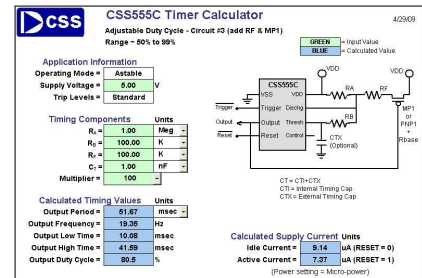 CSS
CSS555C Timer Calculator
4/29/09
Adjustable Duty Cycle - Circuit #3 (add RF & MP1)
Range ~ 50% to 99%
GREEN = Input Value
BLUE = Calculated Value
Application Information
Operating Mode = Astable
Supply Voltage = 5.00 V
Trip Levels = Standard
Timing Components Units
RA = 1.00 Meg
RB = 100.00 K
RF = 100.00 K
CT = 1.00 nF
Multiplier = 100
VDD VDD
CSS555C
VSS VDD
Trigger Trigger Dischg
Output Output Thresh
Reset Reset Control
RA RF
RB
CTX
(Optional)
MP1
or
PNP1
+
Rbase
CT = CTI+CTX
CTI = Internal Timing Cap
CTX = External Timing Cap
Calculated Timing Values Units
Output Period = 51.67 msec
Output Frequency = 19.35 Hz
Output Low Time = 10.08 msec
Output High Time = 41.59 msec
Output Duty Cycle = 80.5 %
Calculated Supply Current Units
Idle Current = 9.14 uA (RESET = 0)
Active Current = 7.37 uA (RESET = 1)
(Power setting = Micro-power)